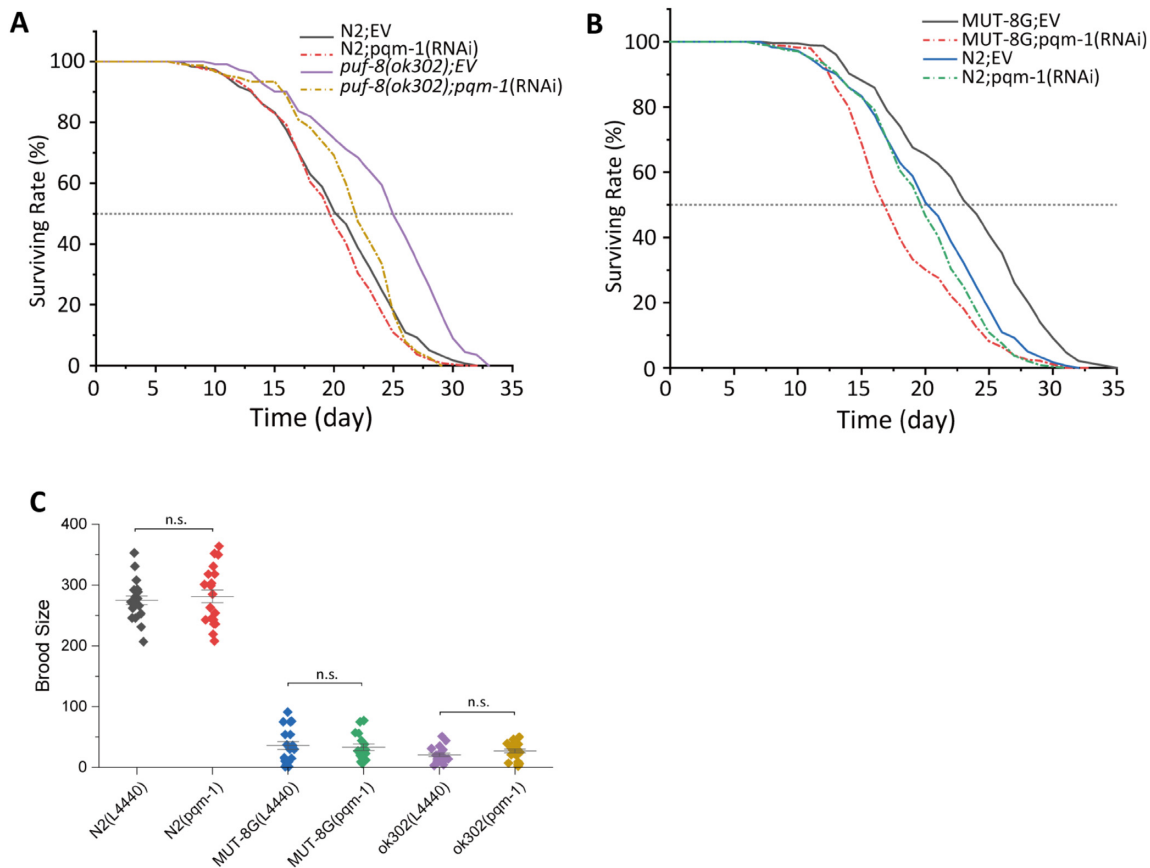 A
N2;EV
N2;pqm-1(RNAi)
puf-8(ok302);EV
puf-8(ok302);pqm-1(RNAi)
Surviving Rate (%)
100
80
60
40
20
0
0 5 10 15 20 25 30 35
Time (day)
B
MUT-8G;EV
MUT-8G;pqm-1(RNAi)
N2;EV
N2;pqm-1(RNAi)
Surviving Rate (%)
100
80
60
40
20
0
0 5 10 15 20 25 30 35
Time (day)
C
n.s.
n.s.
n.s.
Brood Size
400
300
200
100
0
N2(L4440)
N2(pqm-1)
MUT-8G(L4440)
MUT-8G(pqm-1)
ok302(L4440)
ok302(pqm-1)